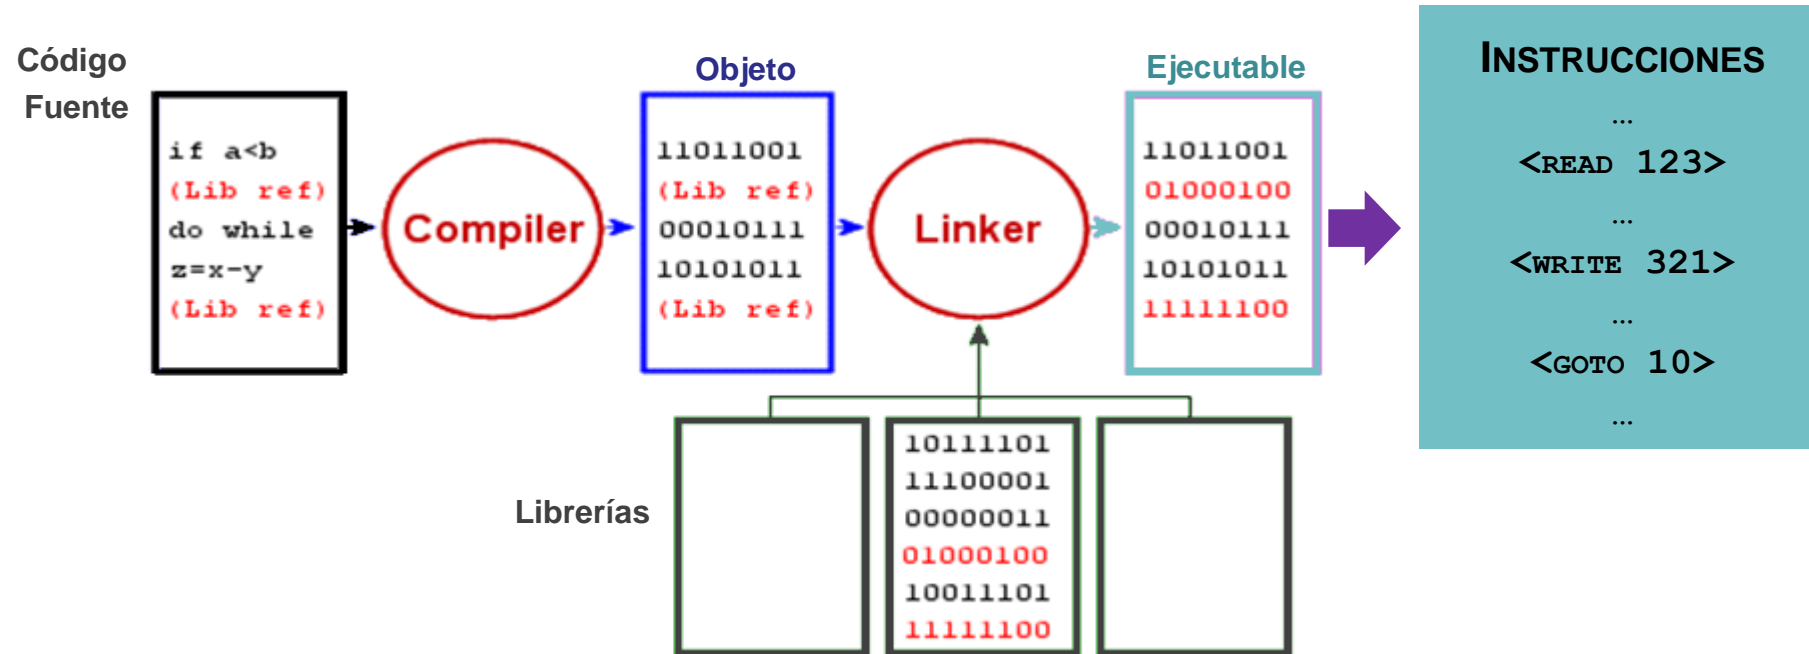 Código
Fuente
if a<b
(Lib ref)
do while
z=x-y
(Lib ref)
Compiler
Objeto
11011001
(Lib ref)
00010111
10101011
(Lib ref)
Linker
Ejecutable
11011001
01000100
00010111
10101011
11111100
Librerías
10111101
11100001
00000011
01000100
10011101
11111100
INSTRUCCIONES
…
<READ 123>
…
<WRITE 321>
…
<GOTO 10>
…